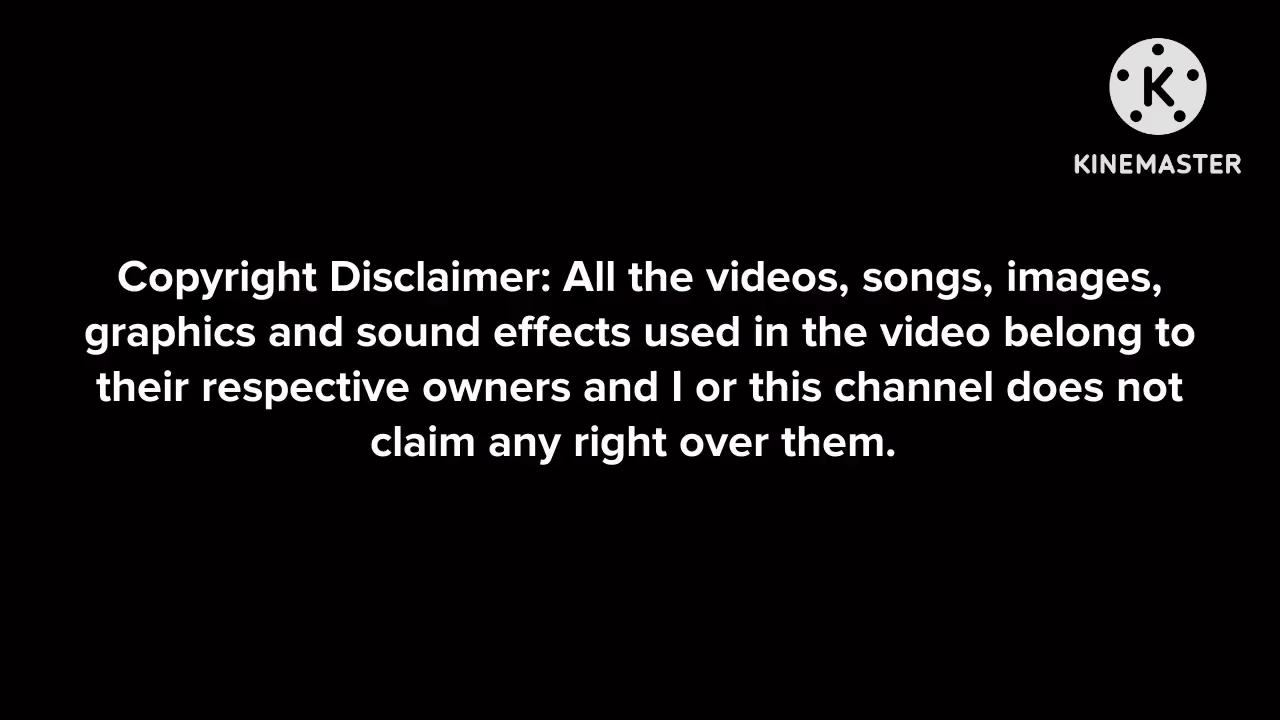 K
KINEMASTER
Copyright Disclaimer: All the videos, songs, images,
graphics and sound effects used in the video belong to
their respective owners and I or this channel does not
claim any right over them.